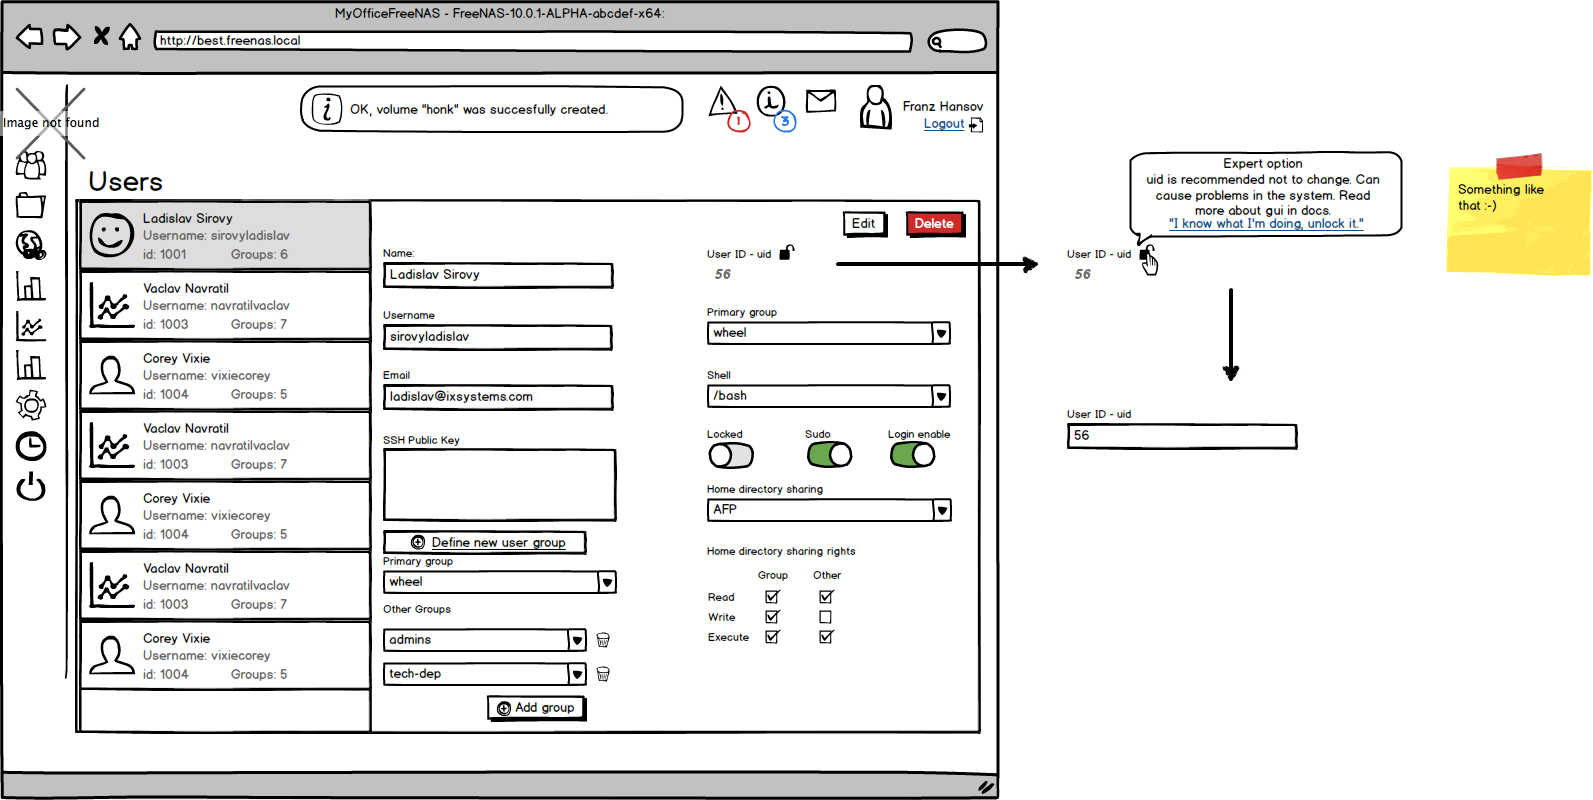 MyOfficeFreeNAS - FreeNAS-10.0.1-ALPHA-abcdef-x64:
http://best.freenas.local
OK, volume "honk" was succesfully created.
1
3
Franz Hansov
Logout
Image not found
Users
Ladislav Sirovy
Username: sirovyladislav
id: 1001 Groups: 6
Vaclav Navratil
Username: navratilvaclav
id: 1003 Groups: 7
Corey Vixie
Username: vixiecorey
id: 1004 Groups: 5
Vaclav Navratil
Username: navratilvaclav
id: 1003 Groups: 7
Corey Vixie
Username: vixiecorey
id: 1004 Groups: 5
Vaclav Navratil
Username: navratilvaclav
id: 1003 Groups: 7
Corey Vixie
Username: vixiecorey
id: 1004 Groups: 5
Edit Delete
Name:
Ladislav Sirovy
Username
sirovyladislav
Email
ladislav@ixsystems.com
SSH Public Key
Define new user group
Primary group
wheel
Other Groups
admins
tech-dep
Add group
User ID - uid
56
Primary group
wheel
Shell
/bash
Locked Sudo Login enable
Home directory sharing
AFP
Home directory sharing rights
Group Other
Read
Write
Execute
Expert option
uid is recommended not to change. Can
cause problems in the system. Read
more about gui in docs.
"I know what I'm doing, unlock it."
User ID - uid
56
User ID - uid
56
Something like
that :-)